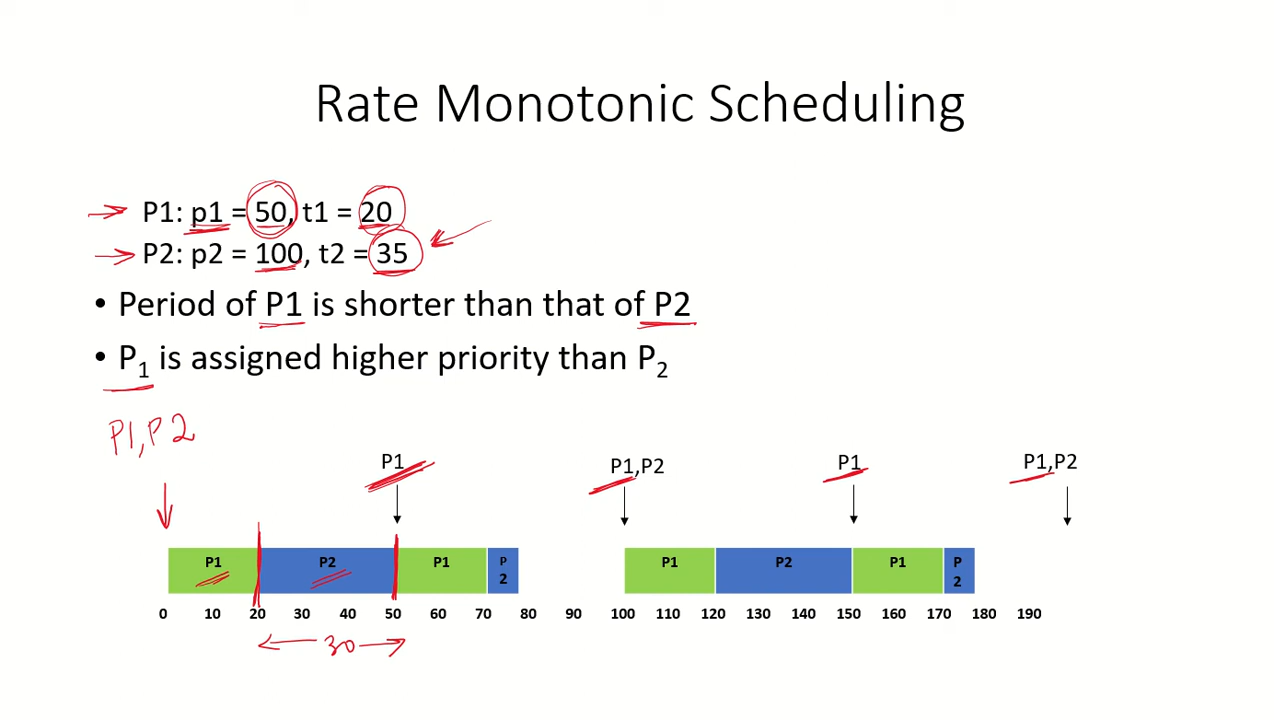 Rate Monotonic Scheduling
P1: p1 = 50, t1 = 20
P2: p2 = 100, t2 = 35
• Period of P1 is shorter than that of P2
• P₁ is assigned higher priority than P₂
P1,P2
P1 P1,P2 P1 P1,P2
P1 P2 P1 P2 P1 P2 P1 P2
0 10 20 30 40 50 60 70 80 90 100 110 120 130 140 150 160 170 180 190
30